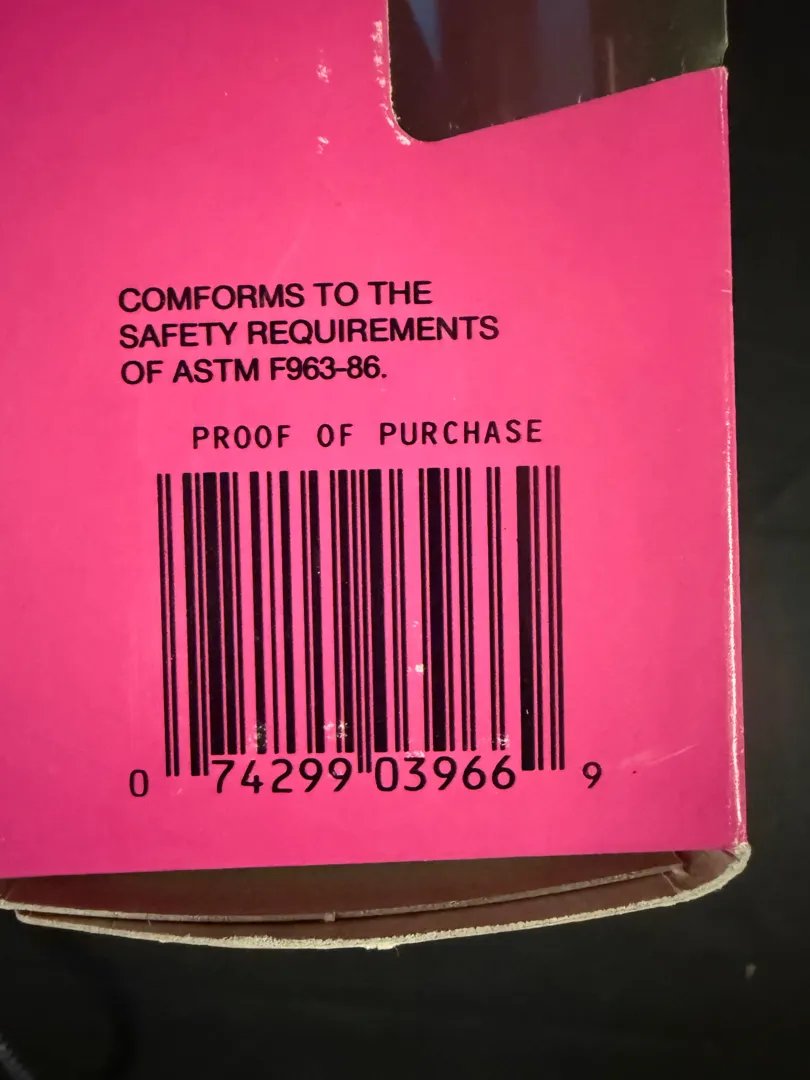 COMFORMS TO THE
SAFETY REQUIREMENTS
OF ASTM F963-86.
PROOF OF PURCHASE
0 74299 03966 9